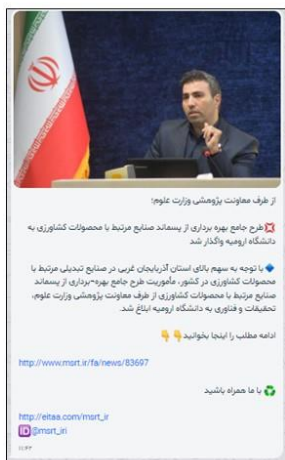 از طرف معاونت پژوهشی وزارت علوم؛
💢طرح جامع بهره برداری از پسماند صنایع مرتبط با محصولات کشاورزی به
دانشگاه ارومیه واگذار شد
🔷با توجه به سهم بالای استان آذربایجان غربی در صنایع تبدیلی مرتبط با
محصولات کشاورزی در کشور، مأموریت طرح جامع بهره-برداری از پسماند
صنایع مرتبط با محصولات کشاورزی از طرف معاونت پژوهشی وزارت علوم،
تحقیقات و فناوری به دانشگاه ارومیه ابلاغ شد.
ادامه مطلب را اینجا بخوانید👇👇
http://www.msrt.ir/fa/news/83697
♻️ با ما همراه باشید
http://eitaa.com/msrt_ir
🆔@msrt_iri